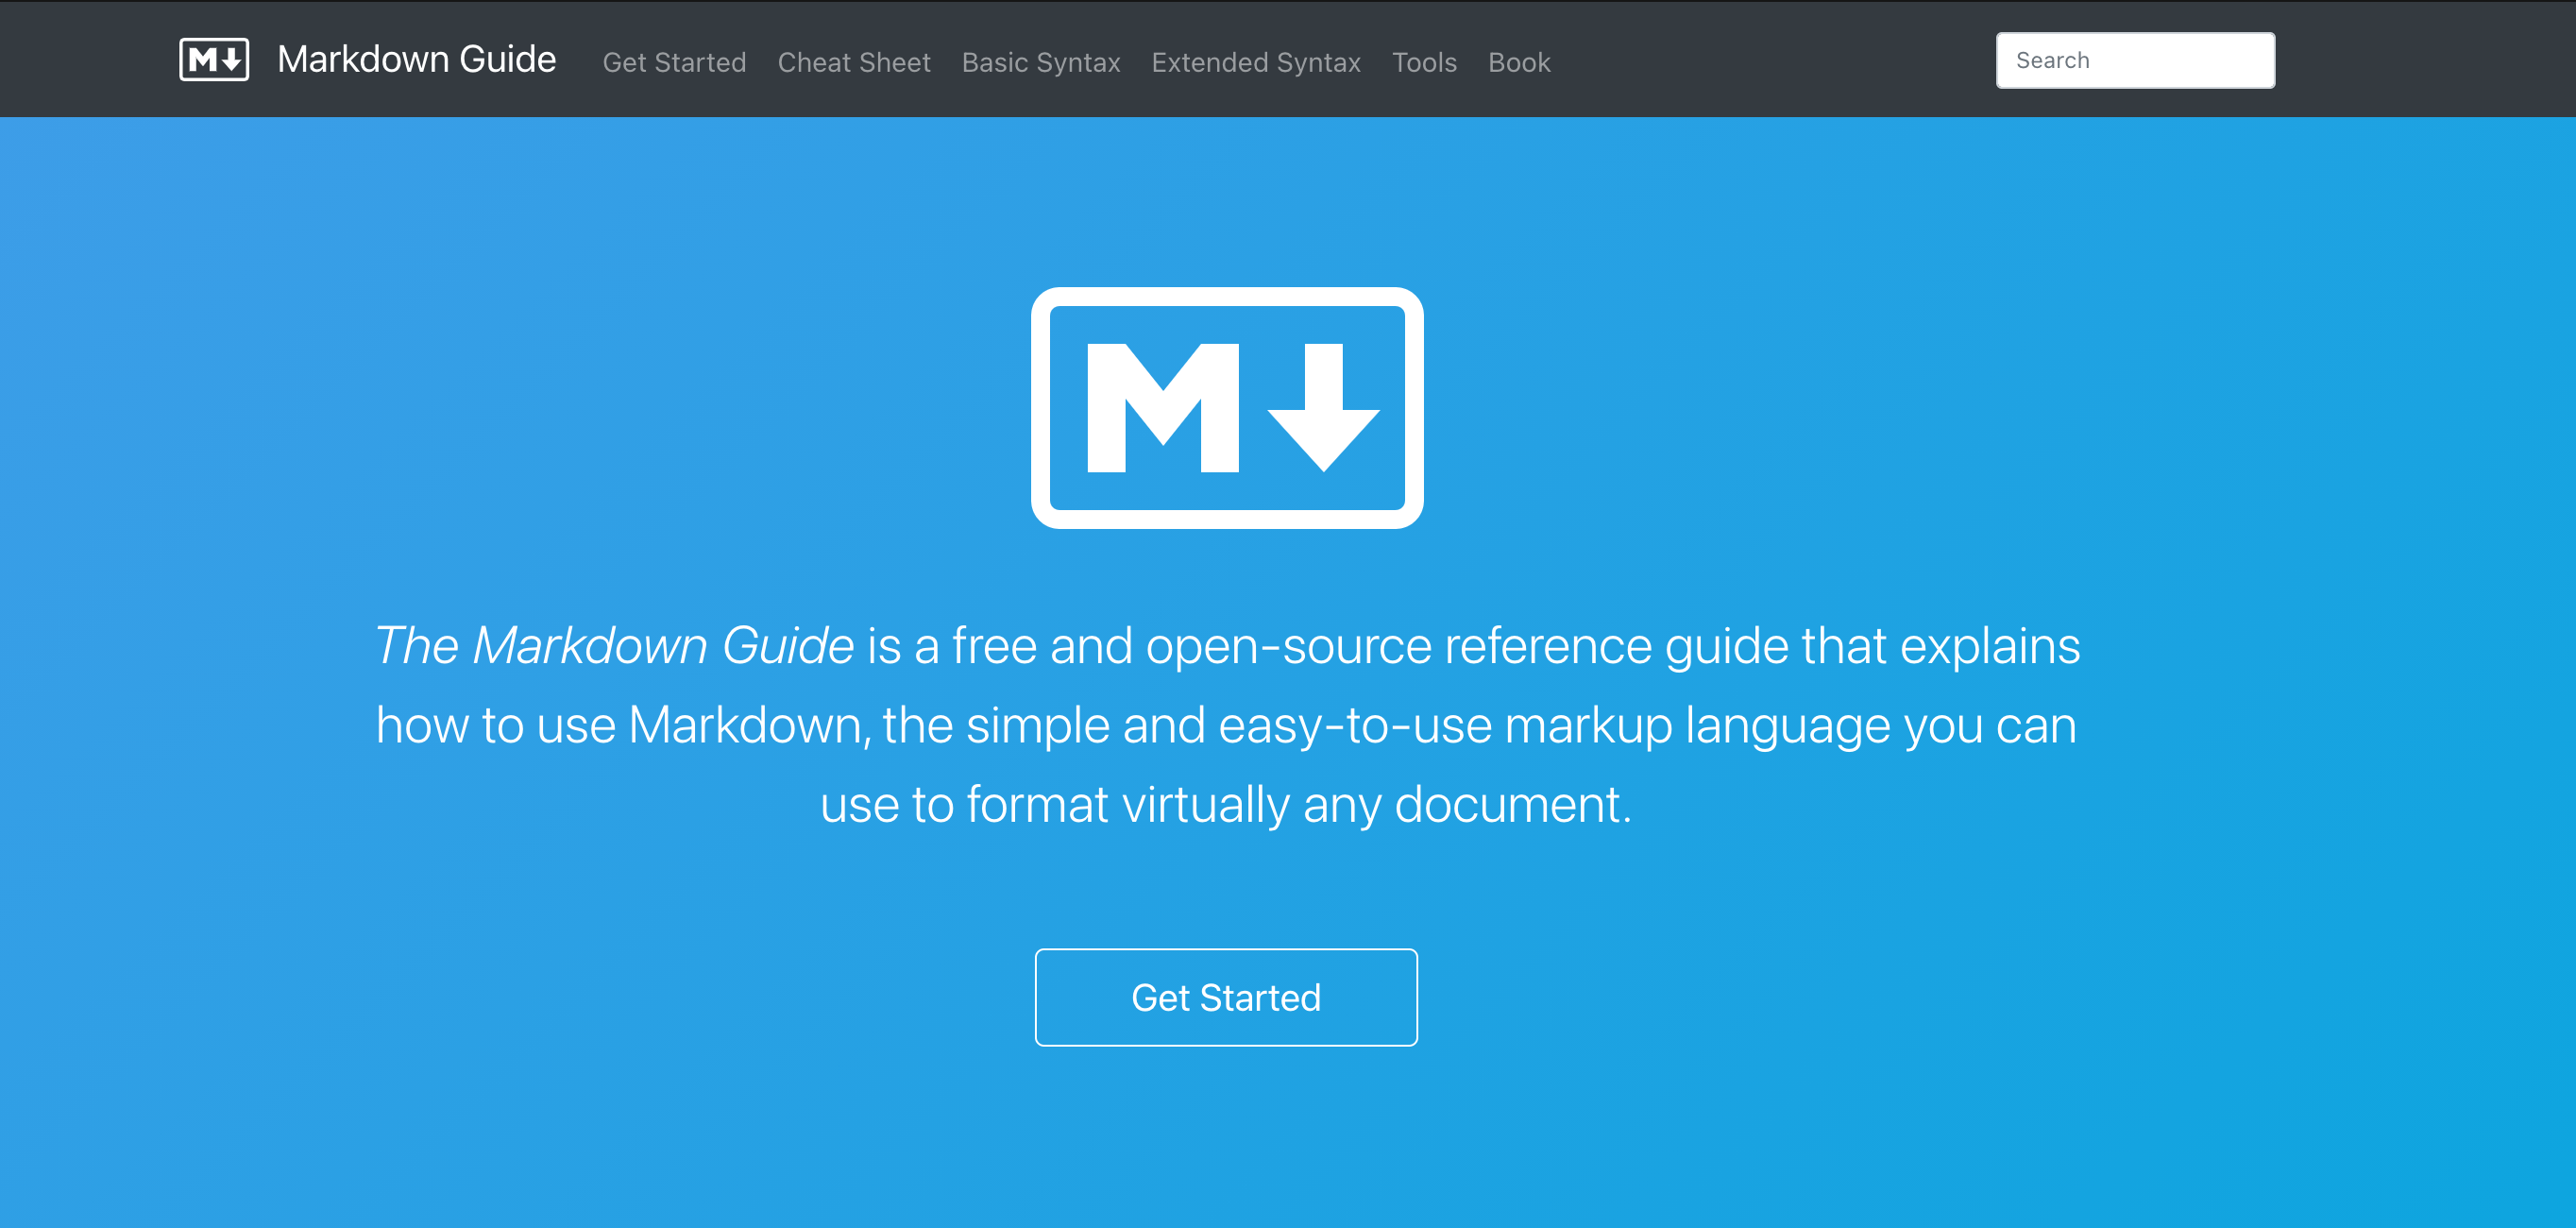 M Markdown Guide Get Started Cheat Sheet Basic Syntax Extended Syntax Tools Book Search
M
The Markdown Guide is a free and open-source reference guide that explains
how to use Markdown, the simple and easy-to-use markup language you can
use to format virtually any document.
Get Started